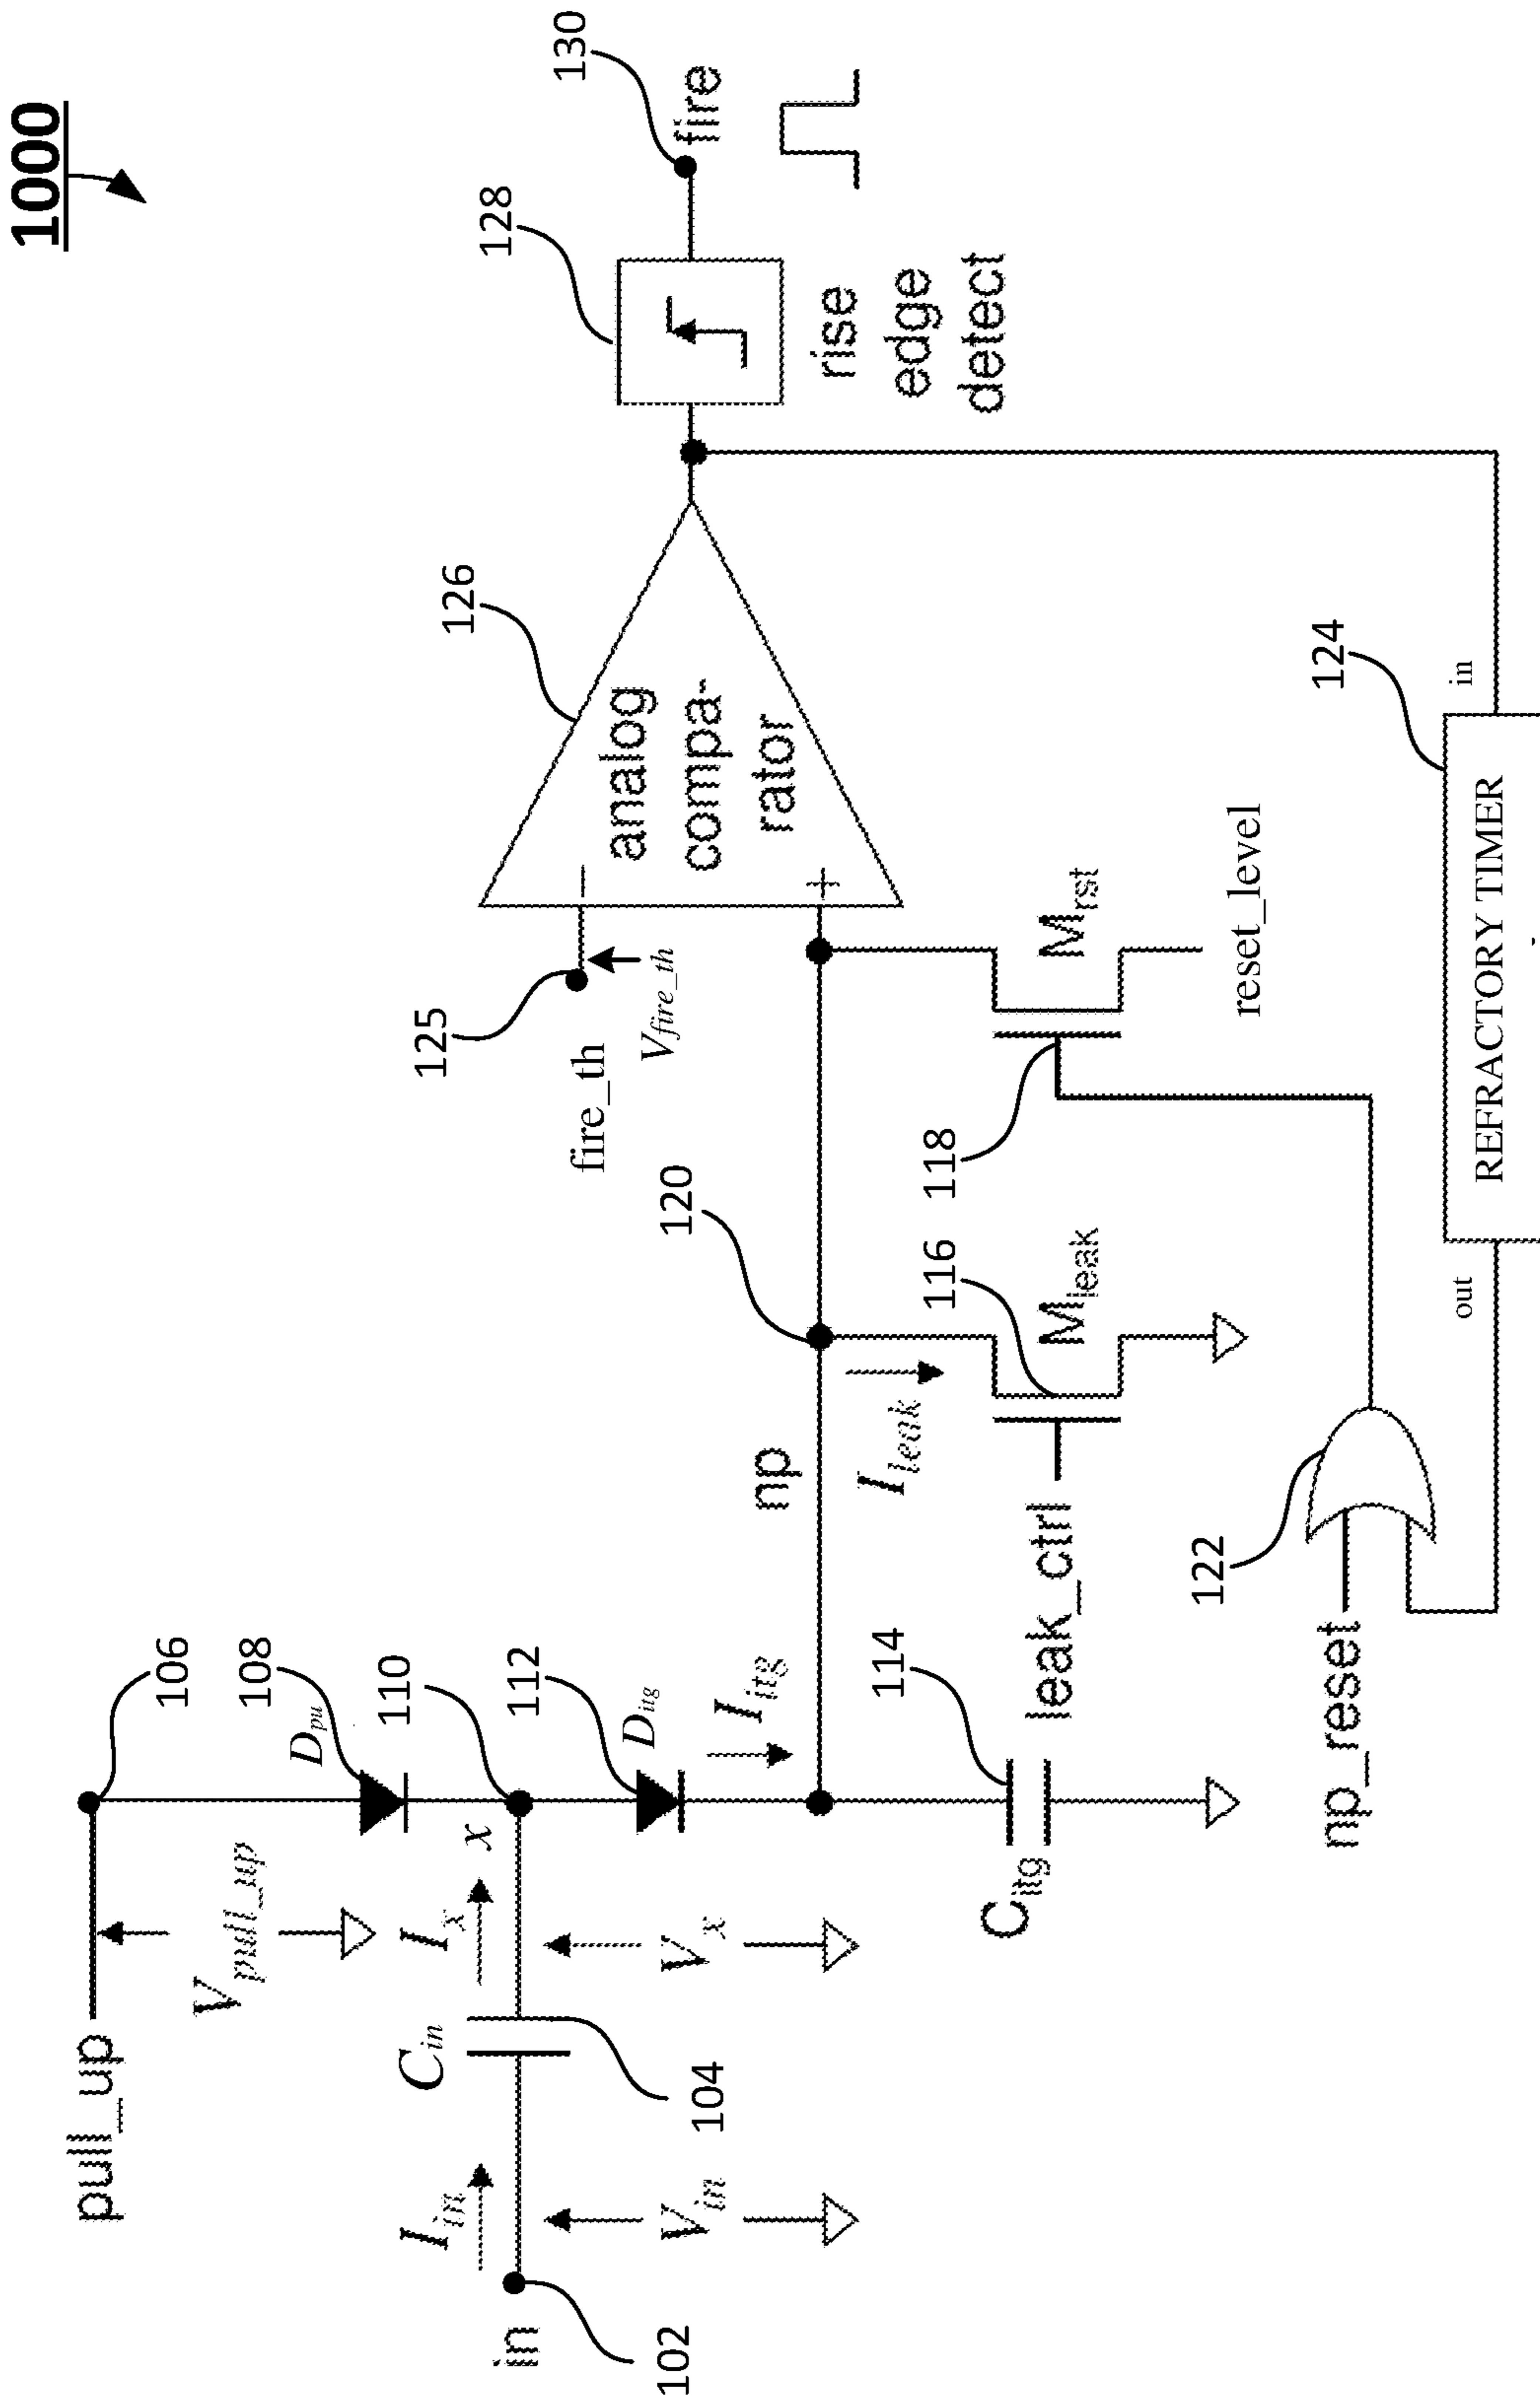 1000
pull_up
106
V_pull_up
D_pu
108
110
x
I_x
C_in
I_in
in
102
V_in
104
V_x
D_itg
112
I_itg
C_itg
114
np
120
I_leak
leak_ctrl
116
M_leak
118
M_rst
reset_level
fire_th
125
V_fire_th
−
+
analog
compa-
rator
126
128
rise
edge
detect
130
fire
np_reset
122
out
REFRACTORY TIMER
in
124